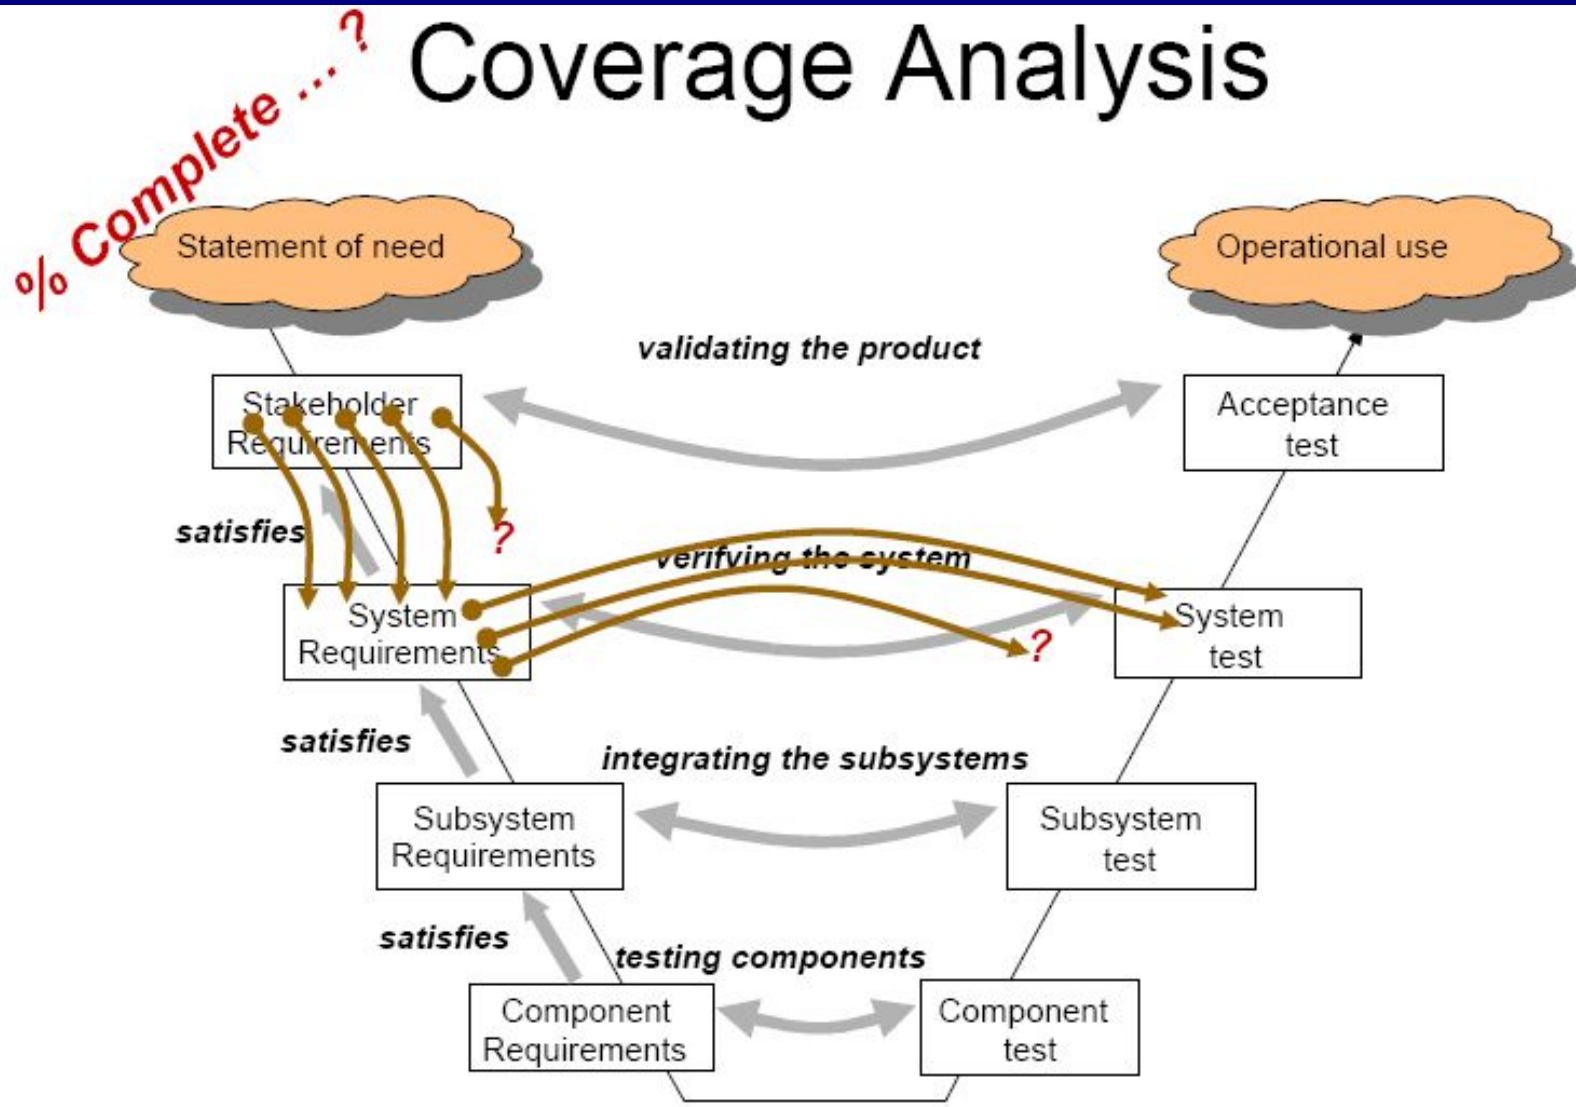 Coverage Analysis
% Complete ... ?
Statement of need
Operational use
validating the product
Stakeholder
Requirements
Acceptance
test
satisfies
?
verifying the system
System
Requirements
?
System
test
satisfies
integrating the subsystems
Subsystem
Requirements
Subsystem
test
satisfies
testing components
Component
Requirements
Component
test